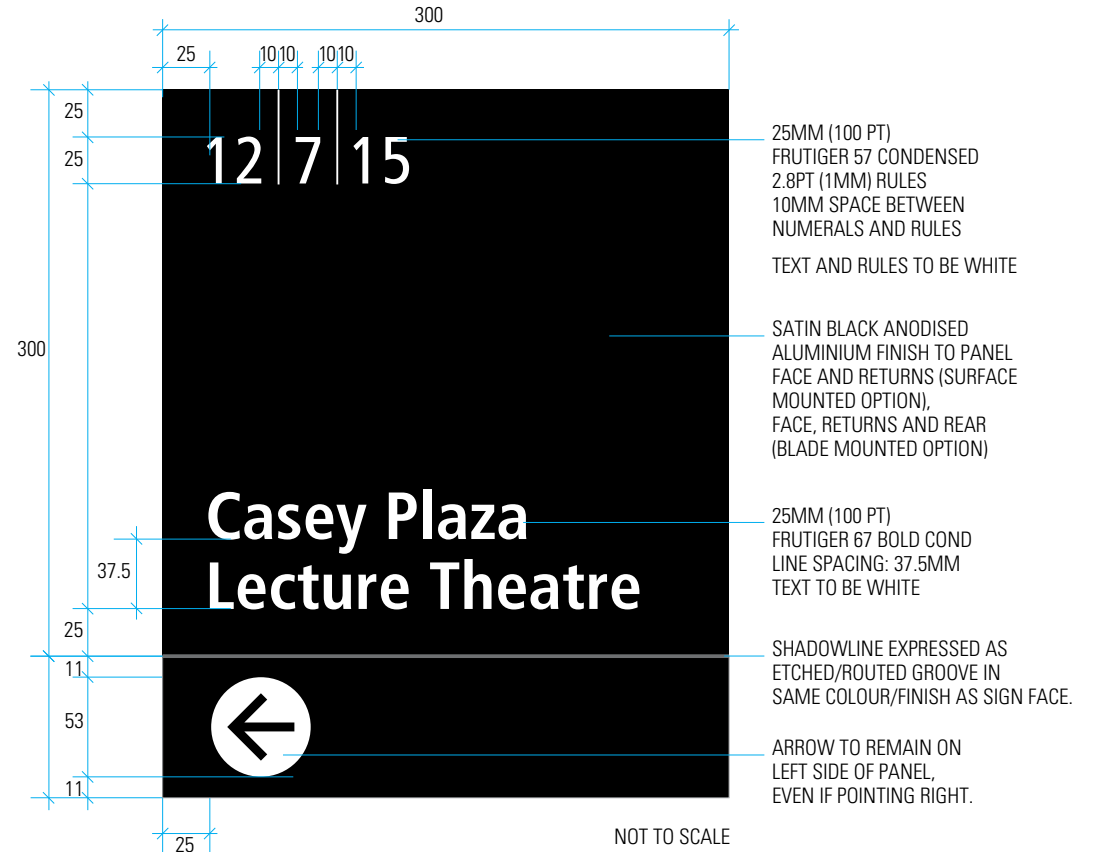 300
25
10 10 10 10
25
25
12 7 15
25MM (100 PT)
FRUTIGER 57 CONDENSED
2.8PT (1MM) RULES
10MM SPACE BETWEEN
NUMERALS AND RULES
TEXT AND RULES TO BE WHITE
300
SATIN BLACK ANODISED
ALUMINIUM FINISH TO PANEL
FACE AND RETURNS (SURFACE
MOUNTED OPTION),
FACE, RETURNS AND REAR
(BLADE MOUNTED OPTION)
Casey Plaza
Lecture Theatre
37.5
25
25MM (100 PT)
FRUTIGER 67 BOLD COND
LINE SPACING: 37.5MM
TEXT TO BE WHITE
SHADOWLINE EXPRESSED AS
ETCHED/ROUTED GROOVE IN
SAME COLOUR/FINISH AS SIGN FACE.
11
53
11
ARROW TO REMAIN ON
LEFT SIDE OF PANEL,
EVEN IF POINTING RIGHT.
25
NOT TO SCALE